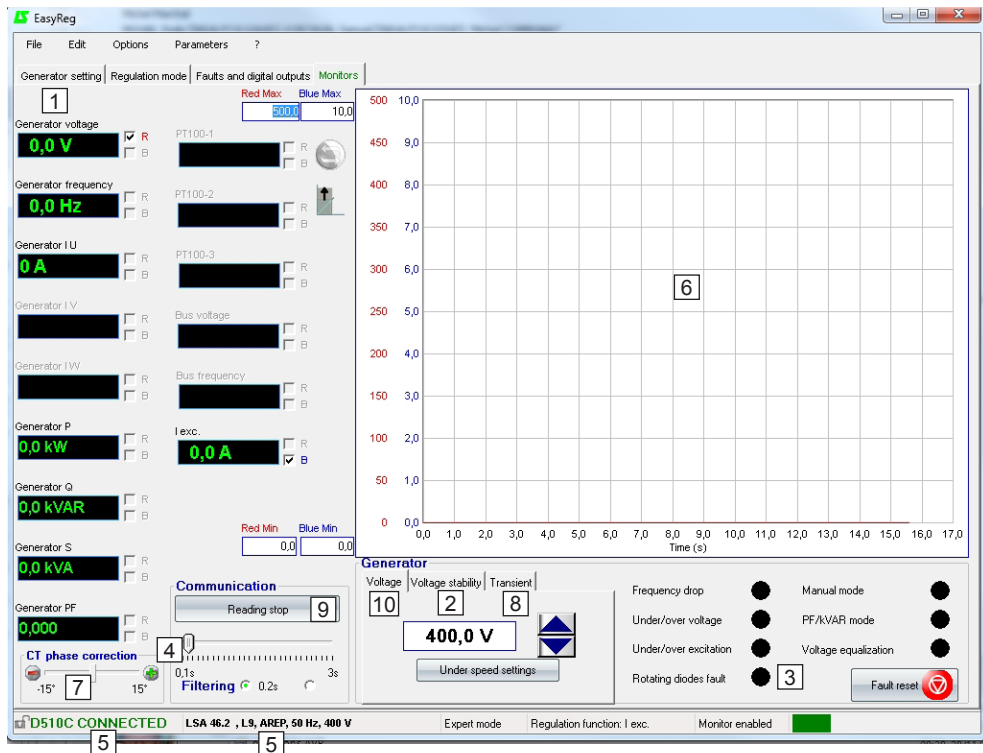 EasyReg
File Edit Options Parameters ?
Generator setting Regulation mode Faults and digital outputs Monitors
1
Red Max Blue Max
500,0 10,0
Generator voltage
0,0 V
R
B
PT100-1
R
B
Generator frequency
0,0 Hz
R
B
PT100-2
R
B
Generator I U
0 A
R
B
PT100-3
R
B
Generator I V
R
B
Bus voltage
R
B
Generator I W
R
B
Bus frequency
R
B
Generator P
0,0 kW
R
B
I exc.
0,0 A
R
B
Generator Q
0,0 kVAR
R
B
Red Min Blue Min
0,0 0,0
Generator S
0,0 kVA
R
B
Generator PF
0,000
R
B
CT phase correction
-15° 7 15°
Communication
Reading stop 9
4
0,1s 3s
Filtering 0.2s
500 10,0
450 9,0
400 8,0
350 7,0
300 6,0
6
250 5,0
200 4,0
150 3,0
100 2,0
50 1,0
0 0,0
0,0 1,0 2,0 3,0 4,0 5,0 6,0 7,0 8,0 9,0 10,0 11,0 12,0 13,0 14,0 15,0 16,0 17,0
Time (s)
Generator
Voltage Voltage stability Transient
10 2 8
400,0 V
Under speed settings
Frequency drop Manual mode
Under/over voltage PF/kVAR mode
Under/over excitation Voltage equalization
Rotating diodes fault 3
Fault reset
D510C CONNECTED LSA 46.2 , L9, AREP, 50 Hz, 400 V Expert mode Regulation function: I exc. Monitor enabled
5 5